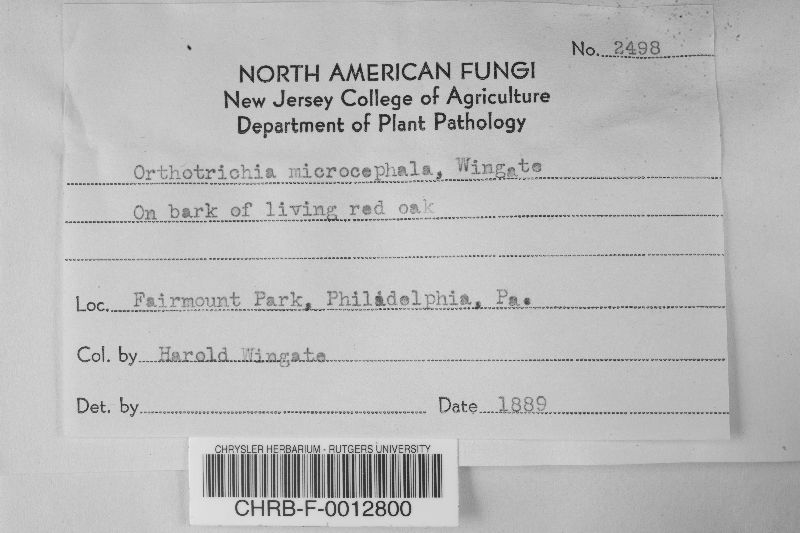 No. 2498
NORTH AMERICAN FUNGI
New Jersey College of Agriculture
Department of Plant Pathology
Orthotrichia microcephala, Wingate
On bark of living red oak
Loc. Fairmount Park, Philadelphia, Pa.
Col. by Harold Wingate
Det. by Date 1889
CHRYSLER HERBARIUM - RUTGERS UNIVERSITY
CHRB-F-0012800